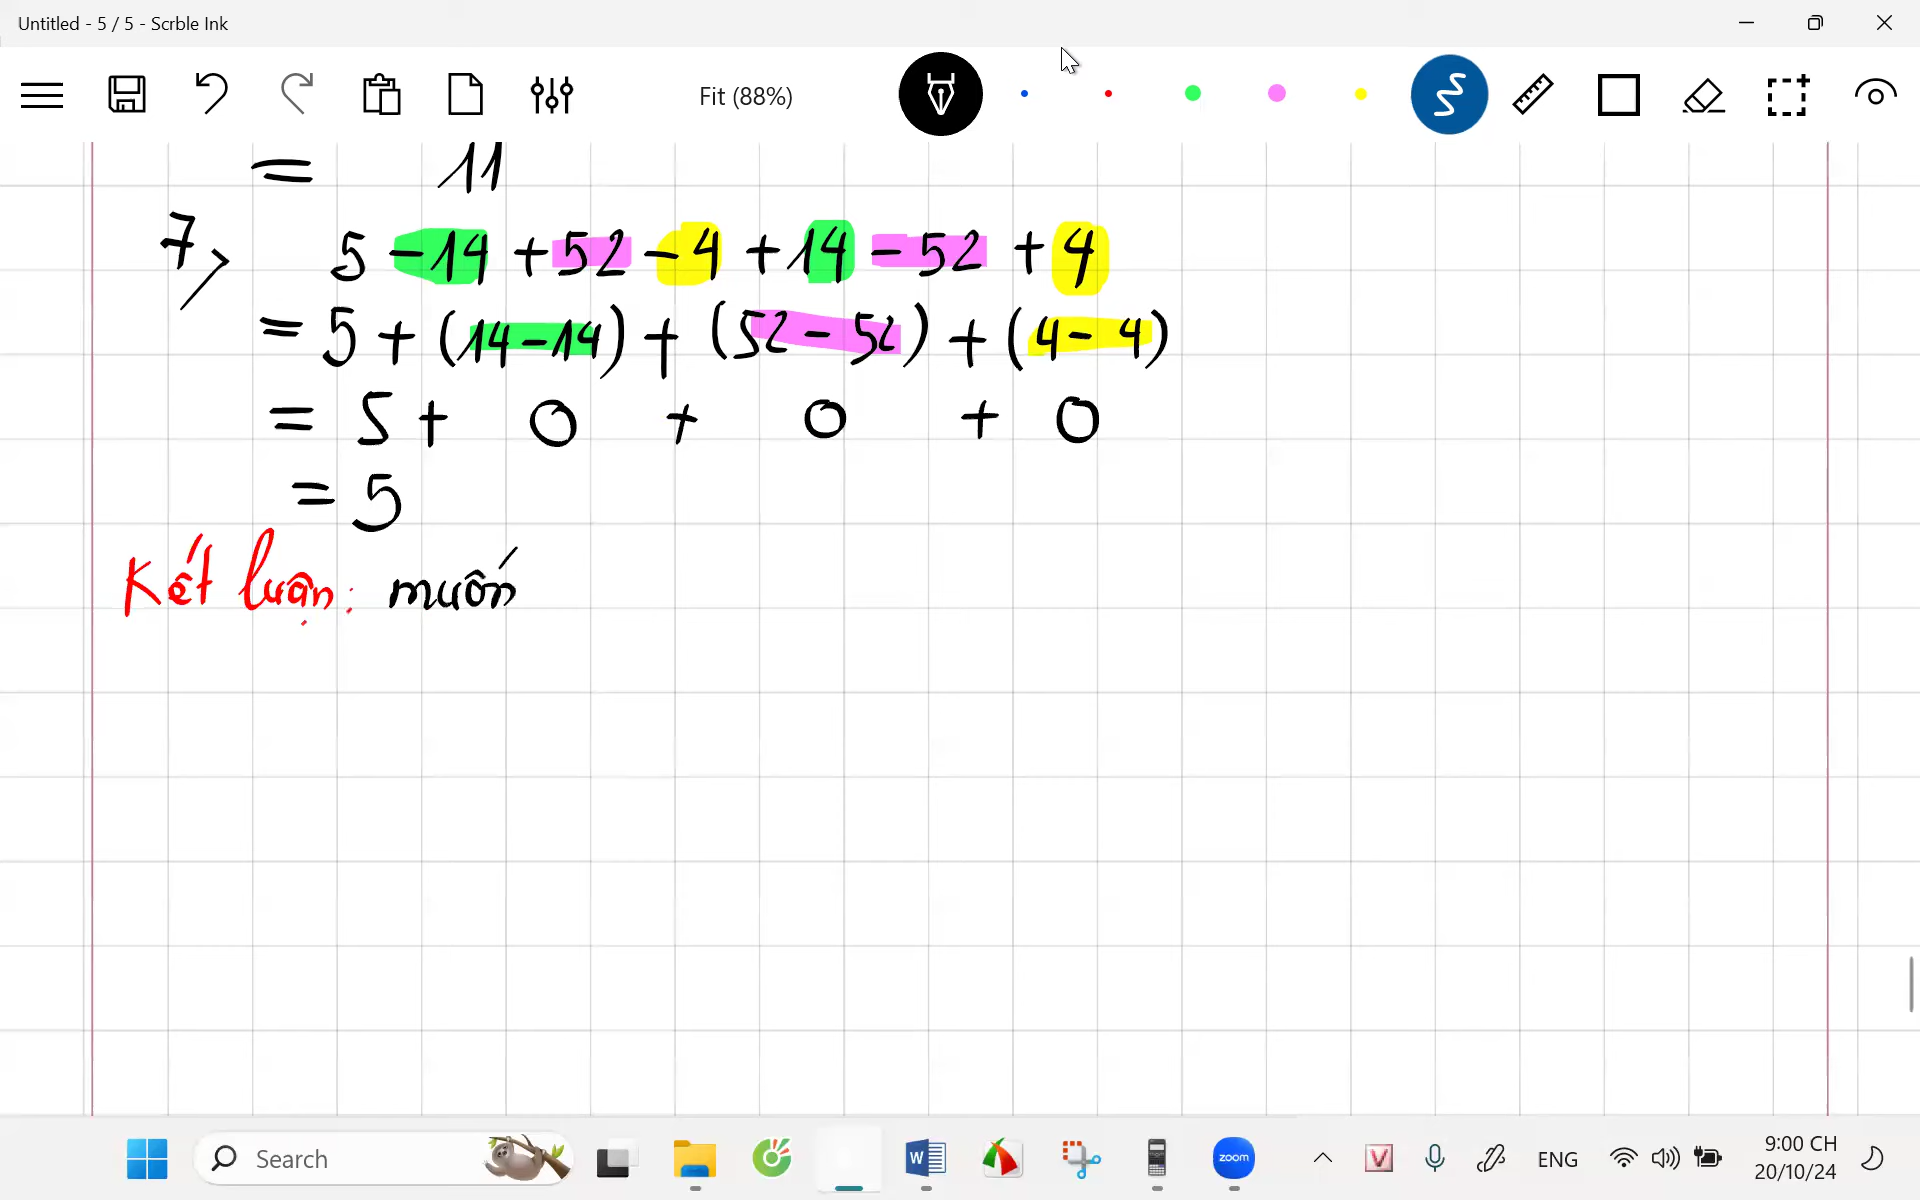 Untitled - 5 / 5 - Scrble Ink
Fit (88%)
= 11
7, 5 -14 +52 -4 +14 -52 +4
= 5 + (14-14) + (52-52) + (4-4)
= 5 + 0 + 0 + 0
= 5
Kết luận: muốn
Search
W
zoom
V
ENG
9:00 CH
20/10/24